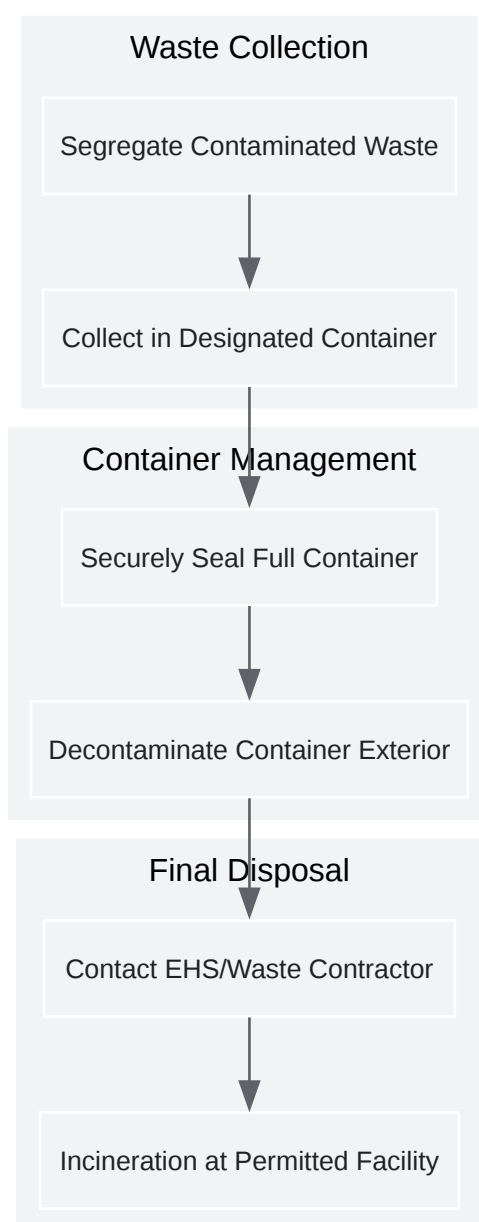 Waste Collection
Segregate Contaminated Waste
Collect in Designated Container
Container Management
Securely Seal Full Container
Decontaminate Container Exterior
Final Disposal
Contact EHS/Waste Contractor
Incineration at Permitted Facility